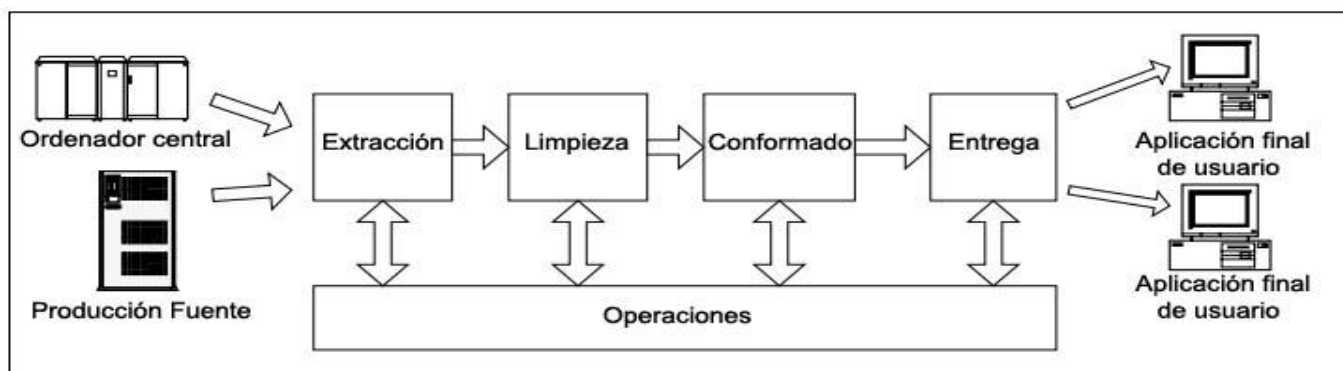 Ordenador central
Producción Fuente
Extracción
Limpieza
Conformado
Entrega
Operaciones
Aplicación final
de usuario
Aplicación final
de usuario